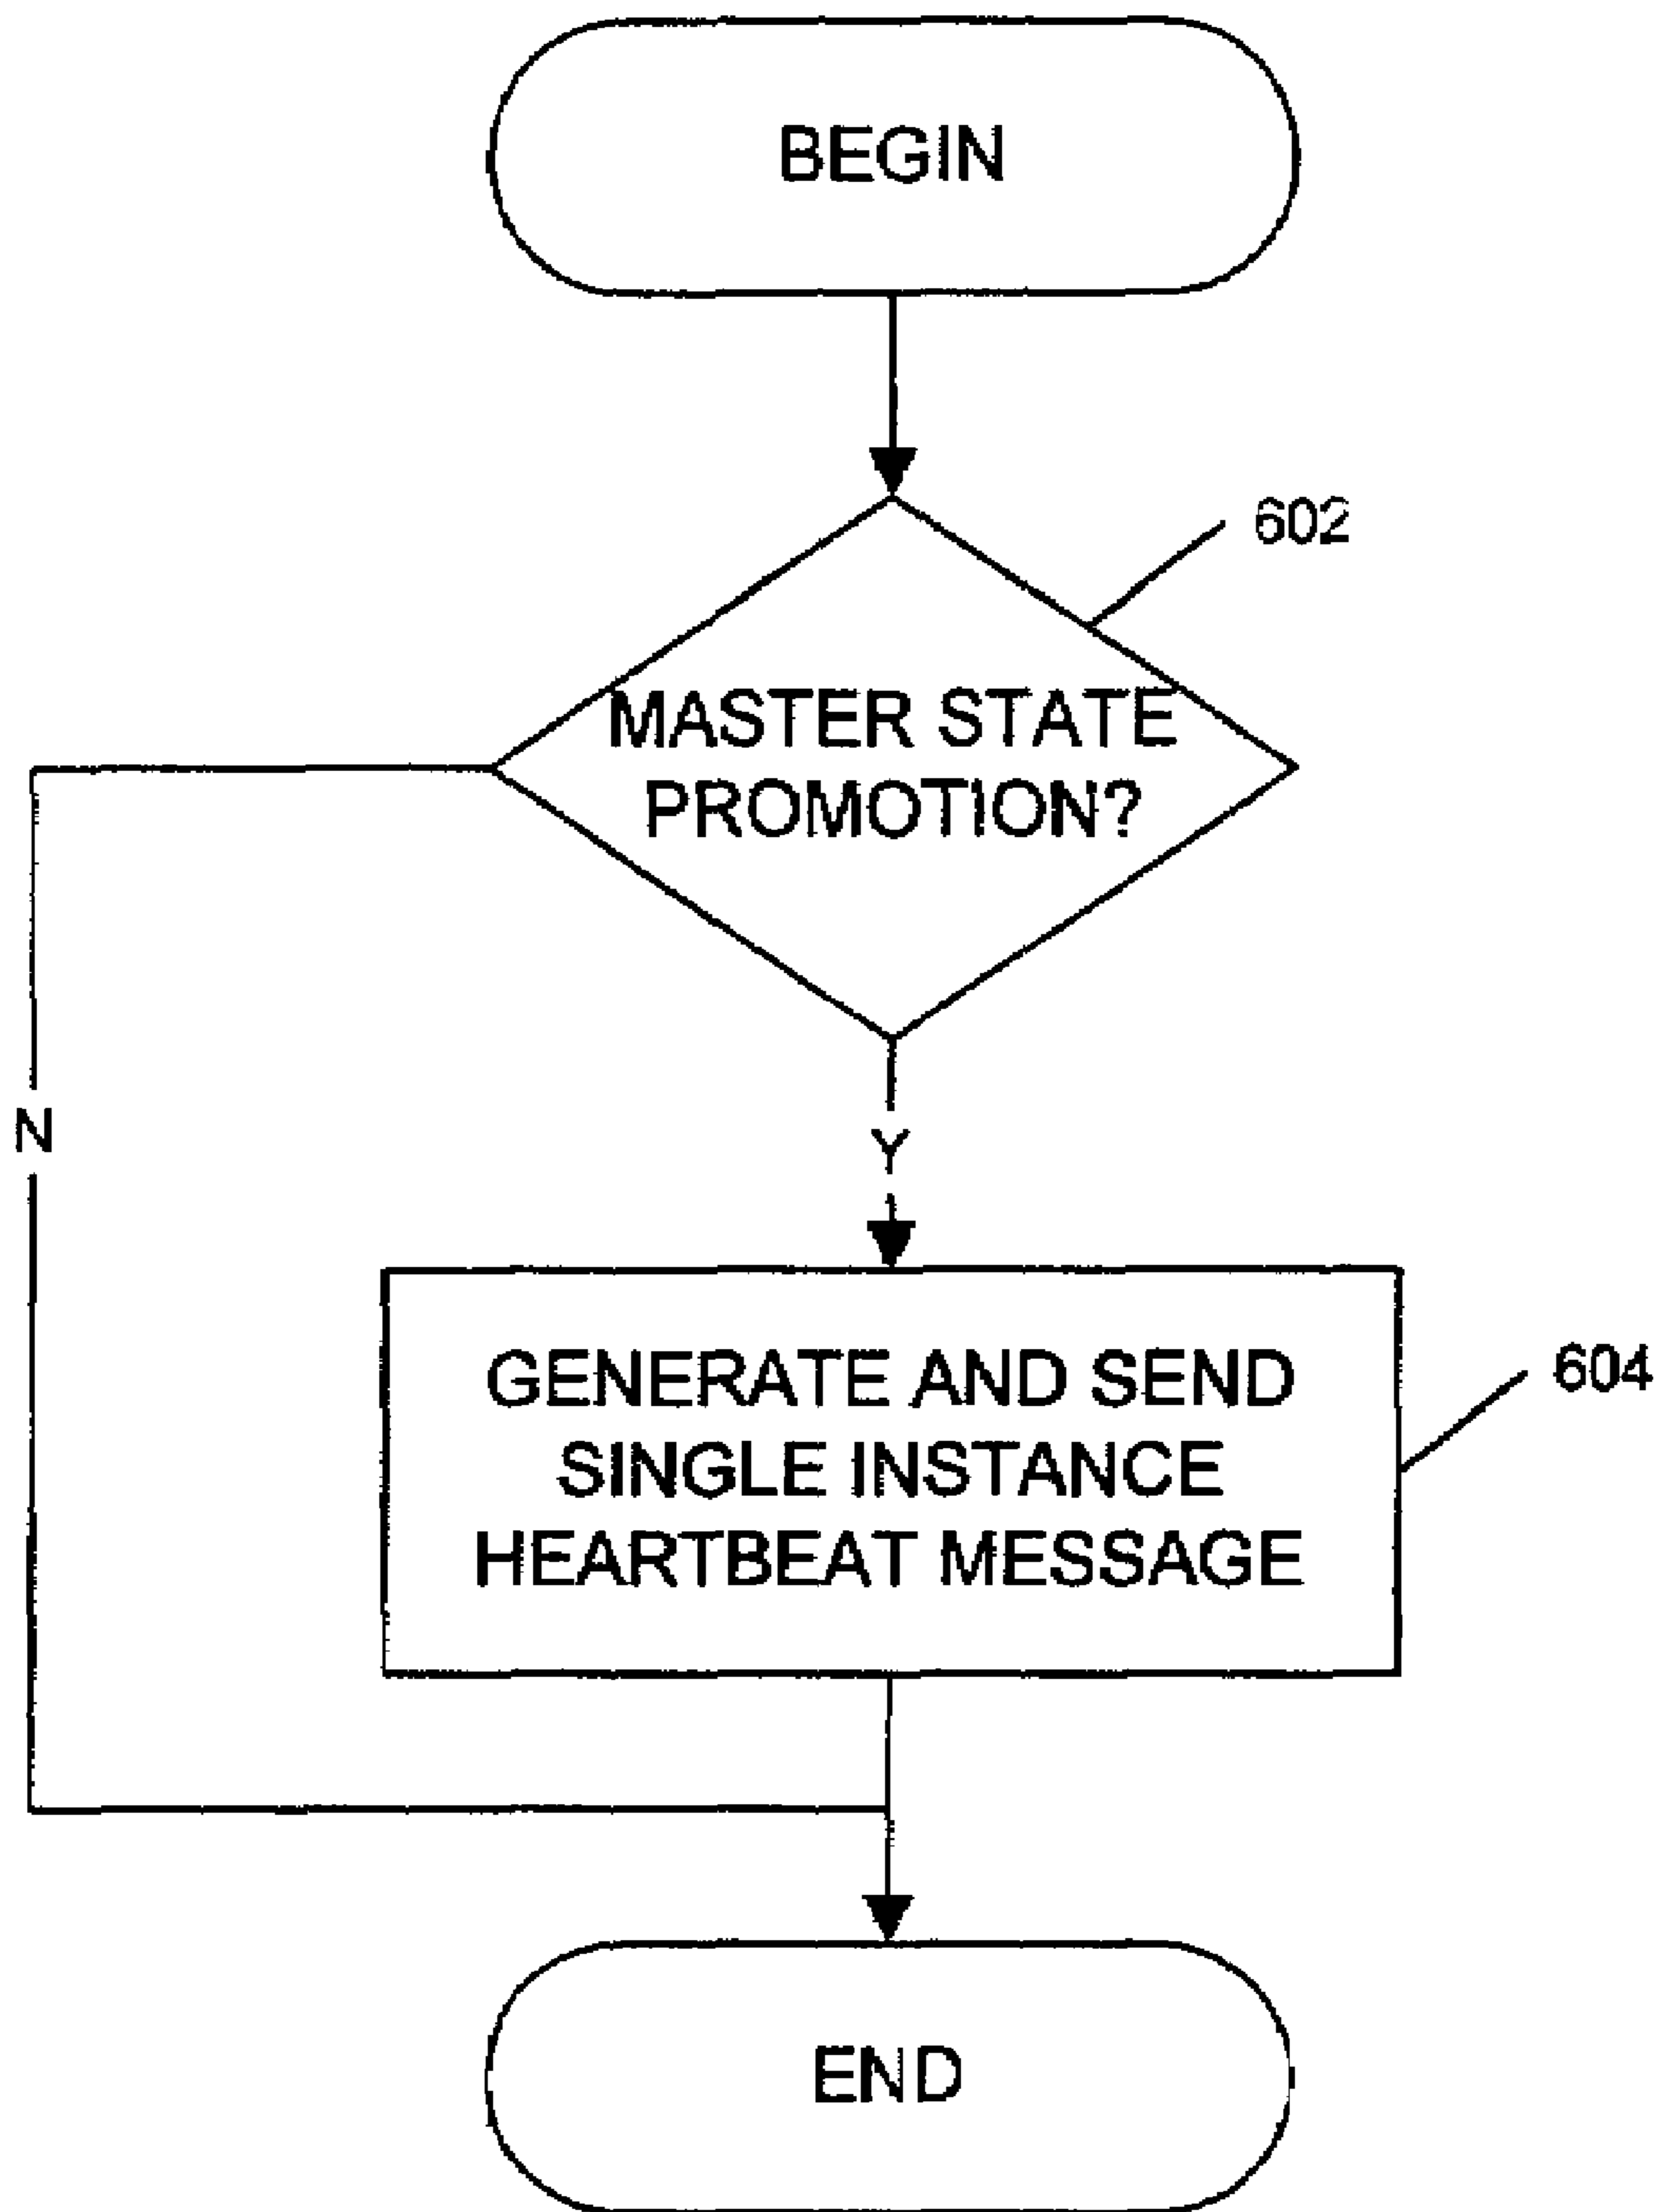 BEGIN
602
MASTER STATE
PROMOTION?
N
Y
GENERATE AND SEND
SINGLE INSTANCE
HEARTBEAT MESSAGE
604
END